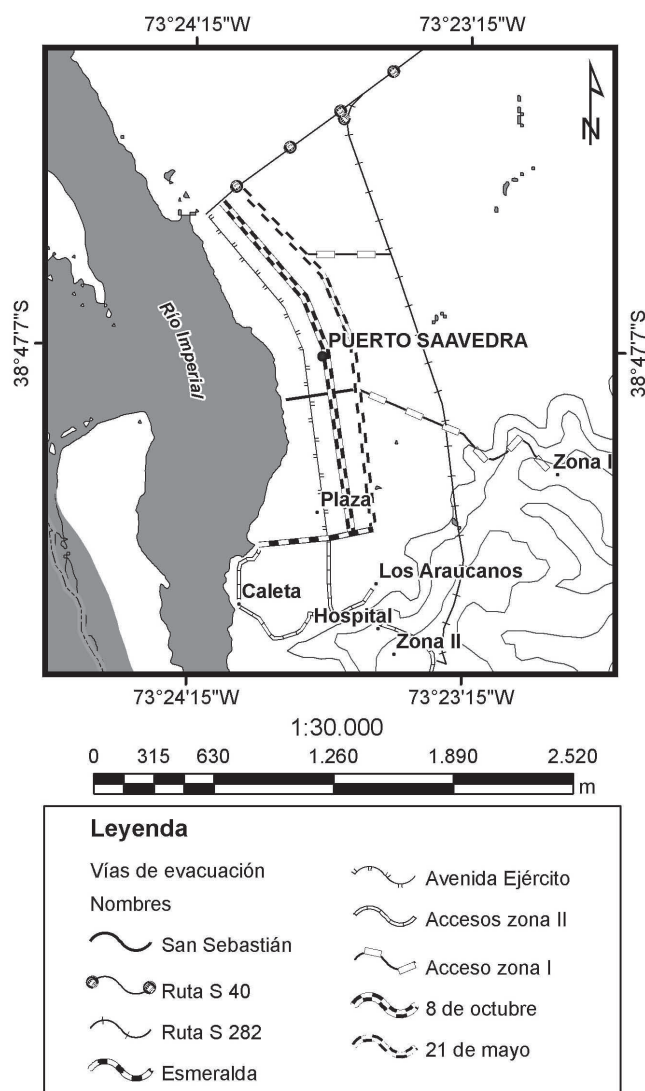 73°24'15"W 73°23'15"W
N
38°47'7"S
38°47'7"S
Río Imperial
PUERTO SAAVEDRA
Zona I
Plaza
Los Araucanos
Caleta
Hospital
Zona II
73°24'15"W 73°23'15"W
1:30.000
0 315 630 1.260 1.890 2.520
m
Leyenda
Vías de evacuación
Nombres
San Sebastián
Ruta S 40
Ruta S 282
Esmeralda
Avenida Ejército
Accesos zona II
Acceso zona I
8 de octubre
21 de mayo